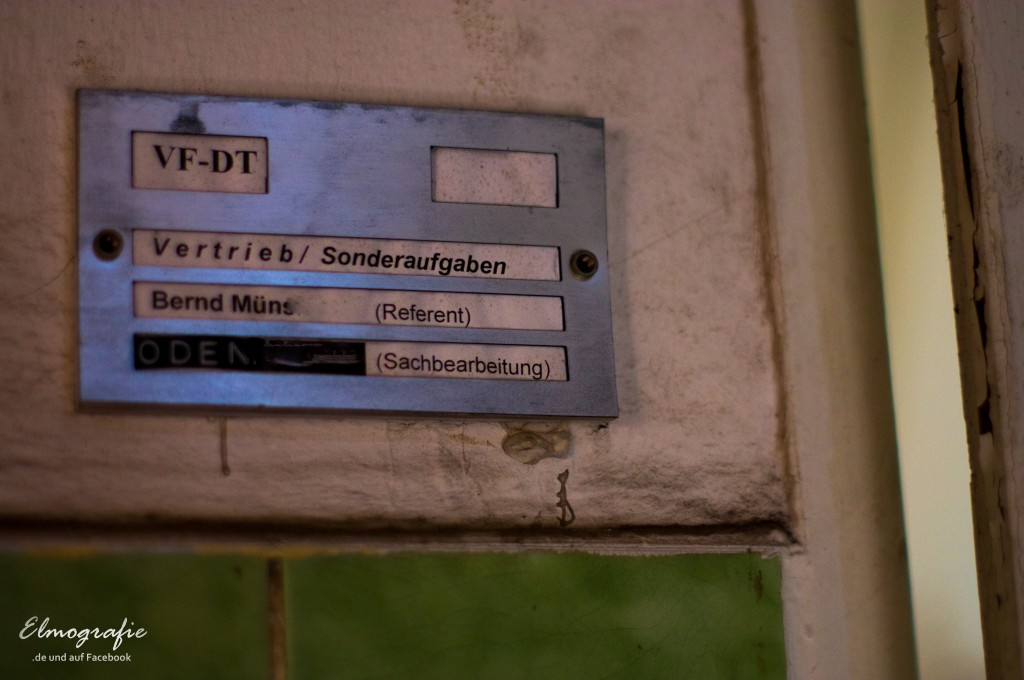 VF-DT
Vertrieb/ Sonderaufgaben
Bernd Müns (Referent)
ODEN (Sachbearbeitung)
Elmografie
.de und auf Facebook